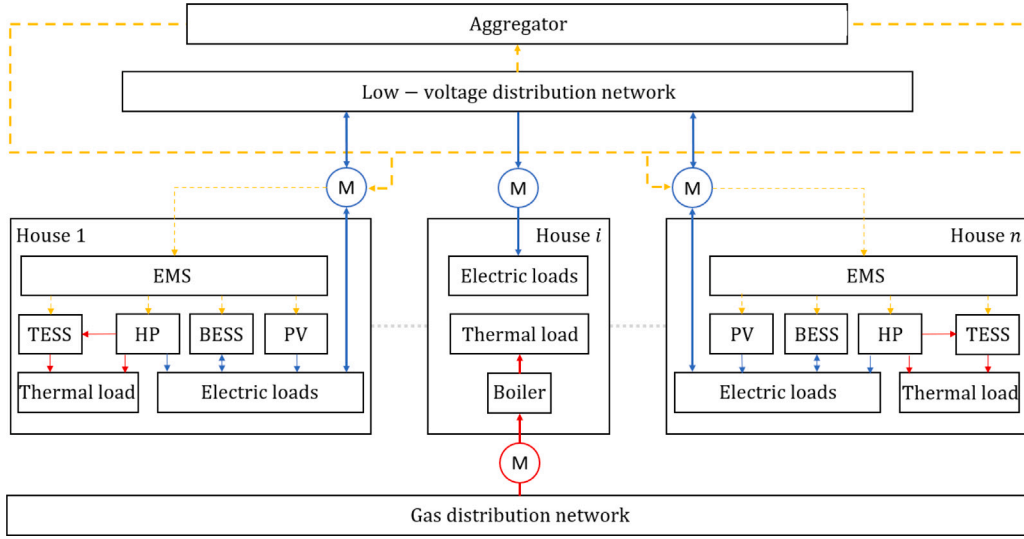 Aggregator
Low − voltage distribution network
M
M
M
House 1
EMS
TESS
HP
BESS
PV
Thermal load
Electric loads
House i
Electric loads
Thermal load
Boiler
M
House n
EMS
PV
BESS
HP
TESS
Electric loads
Thermal load
Gas distribution network